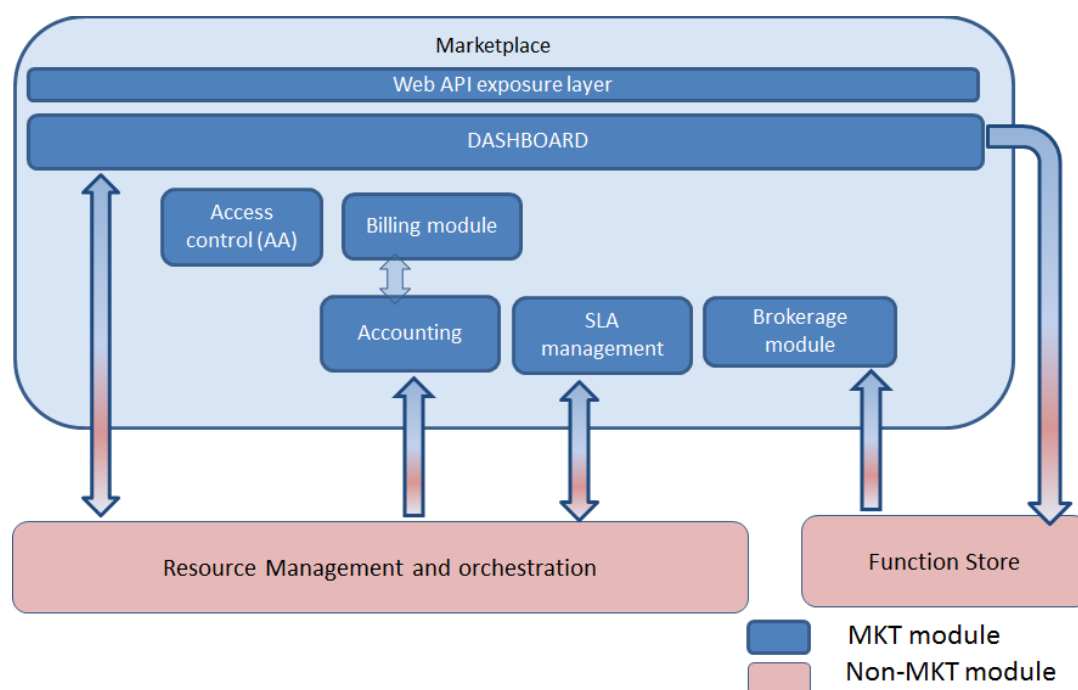 Marketplace
Web API exposure layer
DASHBOARD
Access
control (AA)
Billing module
Accounting
SLA
management
Brokerage
module
Resource Management and orchestration
Function Store
MKT module
Non-MKT module